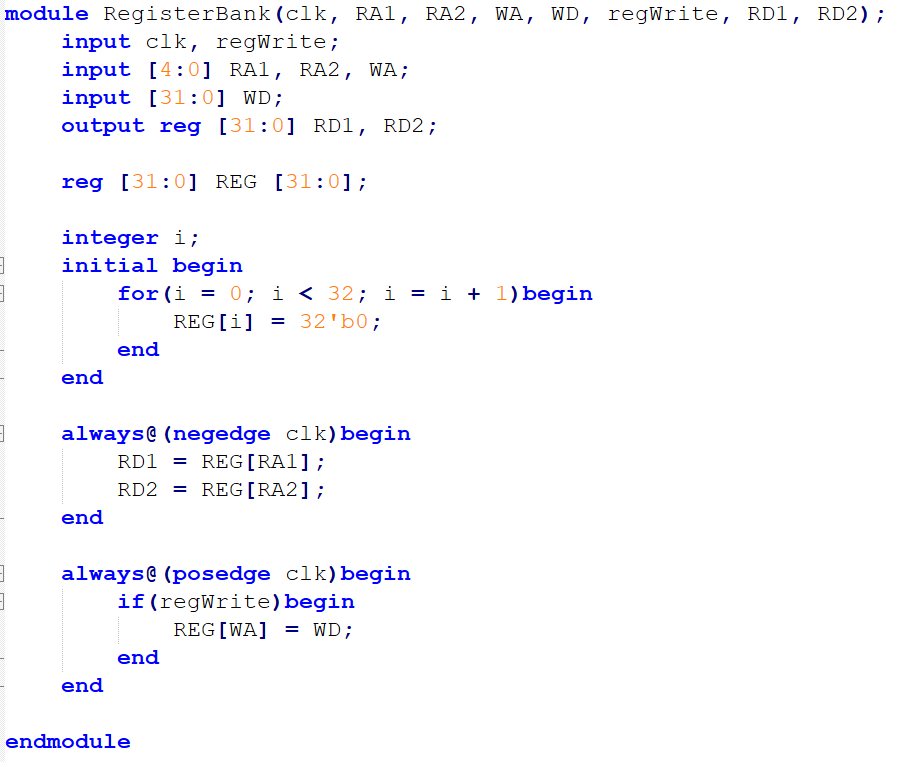 module RegisterBank(clk, RA1, RA2, WA, WD, regWrite, RD1, RD2);
    input clk, regWrite;
    input [4:0] RA1, RA2, WA;
    input [31:0] WD;
    output reg [31:0] RD1, RD2;

    reg [31:0] REG [31:0];

    integer i;
    initial begin
        for(i = 0; i < 32; i = i + 1)begin
            REG[i] = 32'b0;
        end
    end

    always@(negedge clk)begin
        RD1 = REG[RA1];
        RD2 = REG[RA2];
    end

    always@(posedge clk)begin
        if(regWrite)begin
            REG[WA] = WD;
        end
    end

endmodule